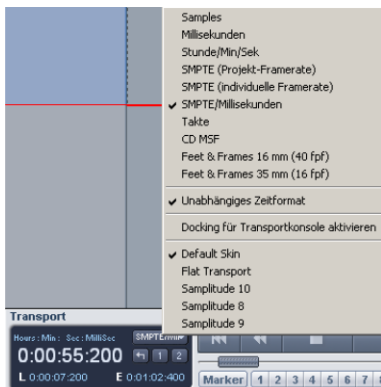 Samples
Millisekunden
Stunde/Min/Sek
SMPTE (Projekt-Framerate)
SMPTE (individuelle Framerate)
SMPTE/Millisekunden
Takte
CD MSF
Feet & Frames 16 mm (40 fpf)
Feet & Frames 35 mm (16 fpf)
Unabhängiges Zeitformat
Docking für Transportkonsole aktivieren
Default Skin
Flat Transport
Samplitude 10
Samplitude 8
Samplitude 9
Transport
Hours : Min : Sec : MilliSec
0:00:55:200 1 2
L 0:00:07:200 E 0:01:02:400
Marker 1 2 3 4 5 6 7